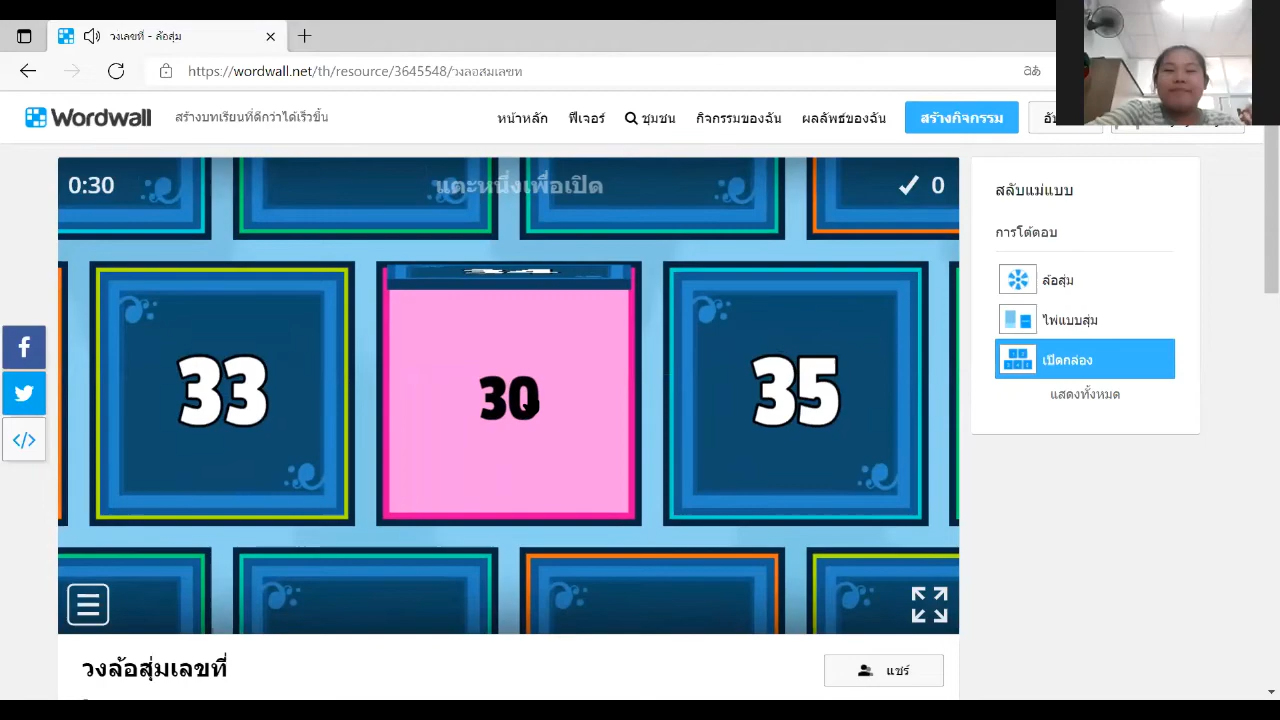 วงเลขที่ - ล้อสุ่ม
https://wordwall.net/th/resource/3645548/วงลอสมเลขท
Wordwall
สร้างบทเรียนที่ดีกว่าได้เร็วขึ้น
หน้าหลัก
ฟีเจอร์
ชุมชน
กิจกรรมของฉัน
ผลลัพธ์ของฉัน
สร้างกิจกรรม
0:30
แตะหนึ่งเพื่อเปิด
0
33
30
35
สลับแม่แบบ
การโต้ตอบ
ล้อสุ่ม
ไพ่แบบสุ่ม
เปิดกล่อง
แสดงทั้งหมด
วงล้อสุ่มเลขที่
แชร์